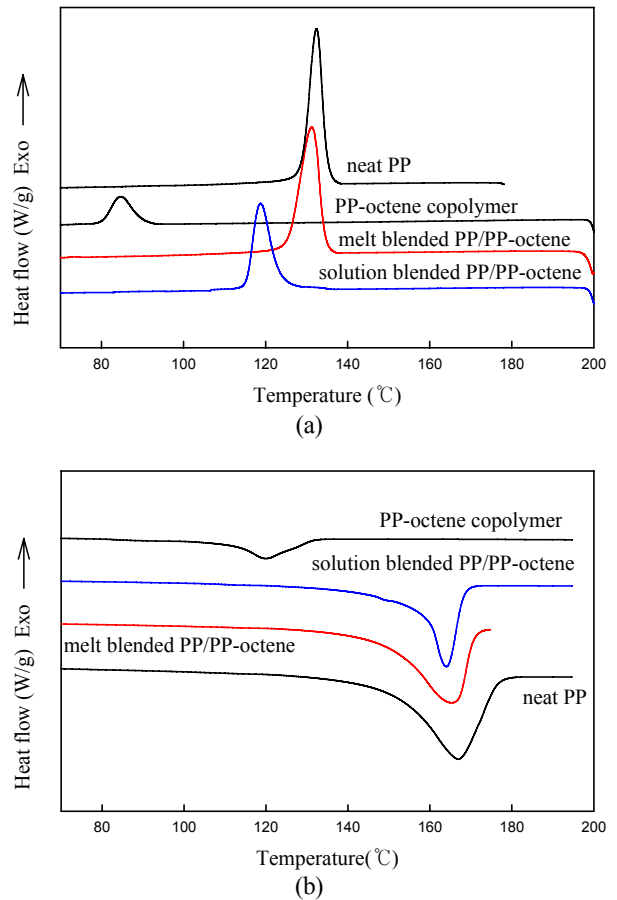 Heat flow (W/g) Exo
neat PP
PP-octene copolymer
melt blended PP/PP-octene
solution blended PP/PP-octene
80 100 120 140 160 180 200
Temperature (℃)
(a)
Heat flow (W/g) Exo
PP-octene copolymer
solution blended PP/PP-octene
melt blended PP/PP-octene
neat PP
80 100 120 140 160 180 200
Temperature(℃)
(b)